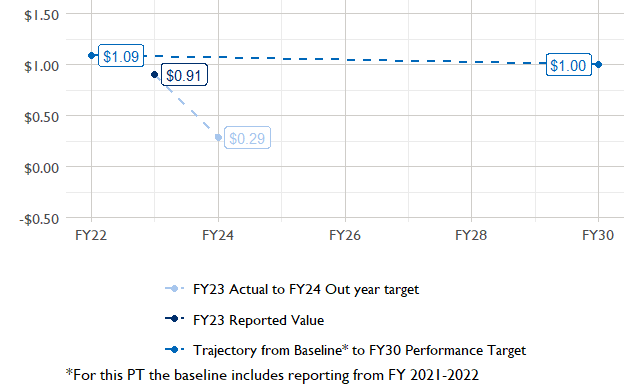 $1.50
$1.09
$1.00
$1.00
$0.91
$0.50
$0.29
$0.00
-$0.50
FY22 FY24 FY26 FY28 FY30
FY23 Actual to FY24 Out year target
FY23 Reported Value
Trajectory from Baseline* to FY30 Performance Target
*For this PT the baseline includes reporting from FY 2021-2022